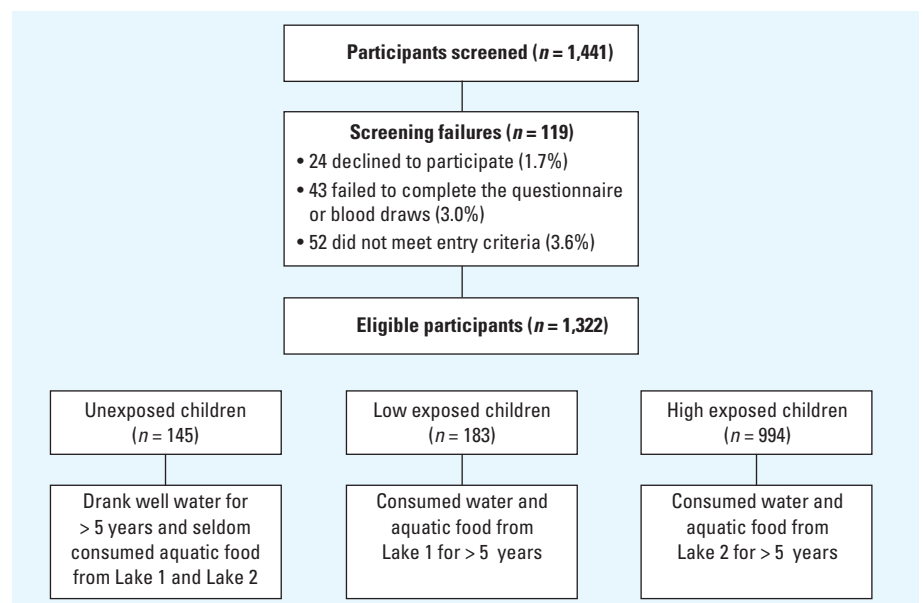 Participants screened (n = 1,441)
Screening failures (n = 119)
• 24 declined to participate (1.7%)
• 43 failed to complete the questionnaire
or blood draws (3.0%)
• 52 did not meet entry criteria (3.6%)
Eligible participants (n = 1,322)
Unexposed children
(n = 145)
Low exposed children
(n = 183)
High exposed children
(n = 994)
Drank well water for
> 5 years and seldom
consumed aquatic food
from Lake 1 and Lake 2
Consumed water and
aquatic food from
Lake 1 for > 5 years
Consumed water and
aquatic food from
Lake 2 for > 5 years